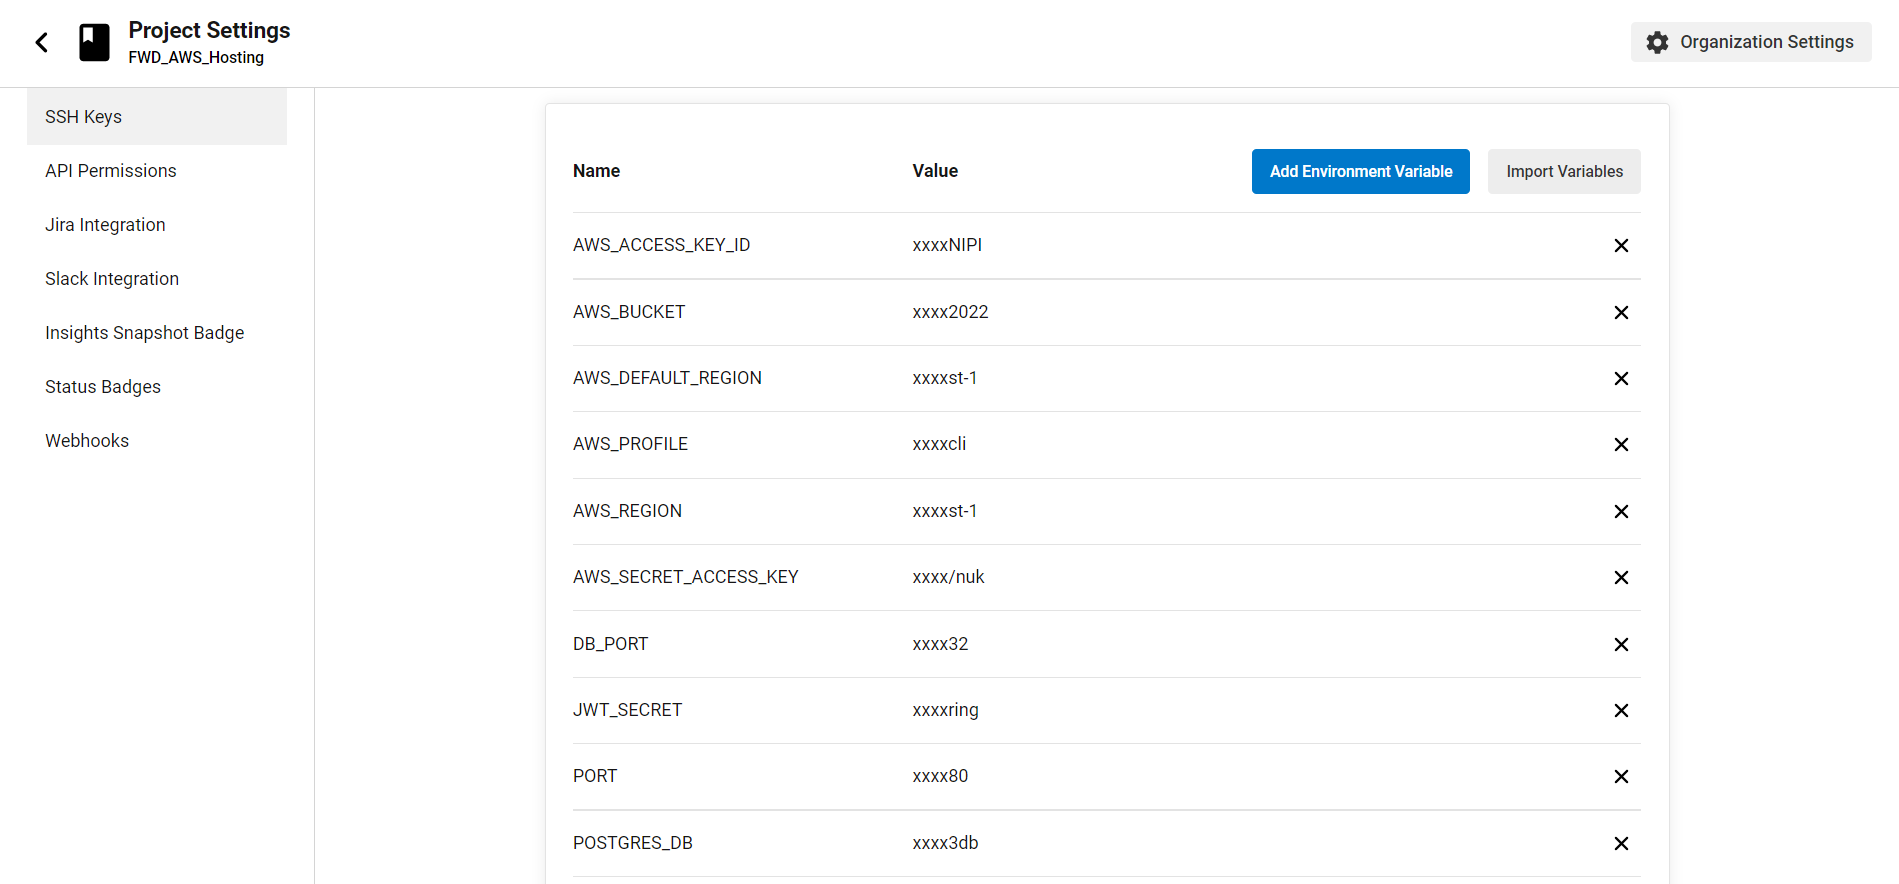 Project Settings
FWD_AWS_Hosting
Organization Settings
SSH Keys
API Permissions
Jira Integration
Slack Integration
Insights Snapshot Badge
Status Badges
Webhooks
Name Value Add Environment Variable Import Variables
AWS_ACCESS_KEY_ID xxxxNIPI
AWS_BUCKET xxxx2022
AWS_DEFAULT_REGION xxxxst-1
AWS_PROFILE xxxxcli
AWS_REGION xxxxst-1
AWS_SECRET_ACCESS_KEY xxxx/nuk
DB_PORT xxxx32
JWT_SECRET xxxxring
PORT xxxx80
POSTGRES_DB xxxx3db